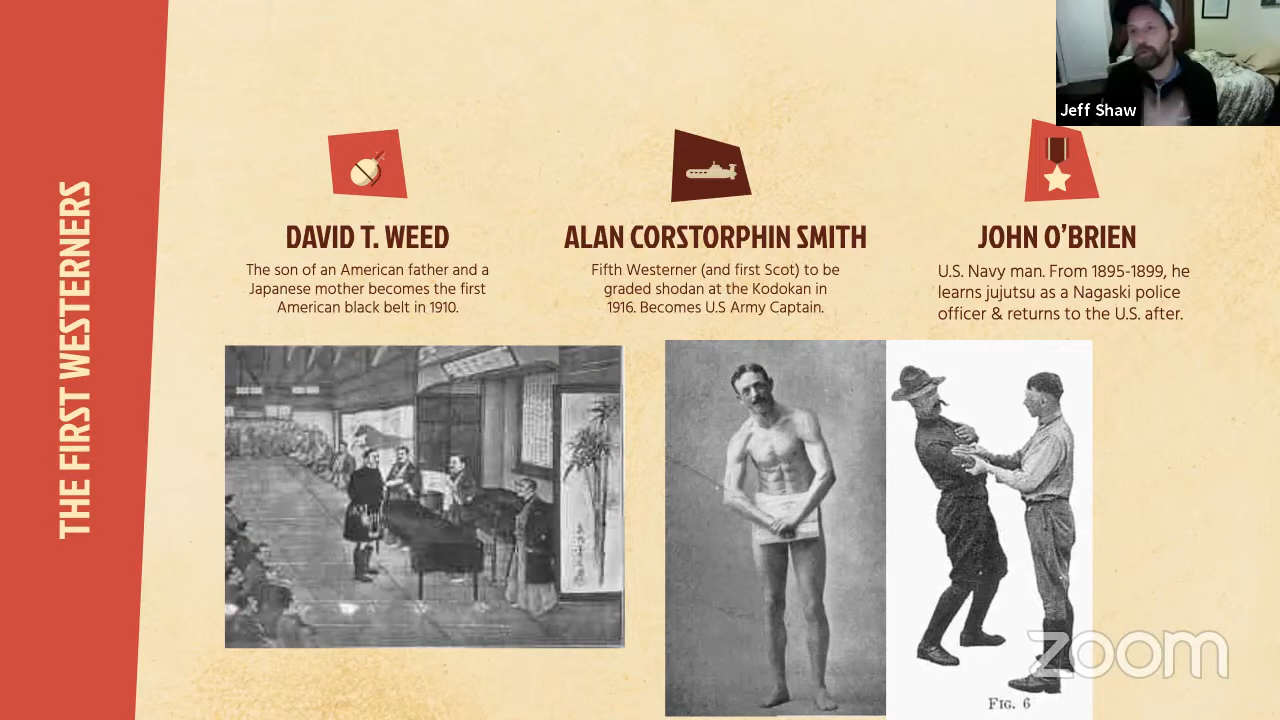 Jeff Shaw
THE FIRST WESTERNERS
DAVID T. WEED
The son of an American father and a
Japanese mother becomes the first
American black belt in 1910.
ALAN CORSTORPHIN SMITH
Fifth Westerner (and first Scot) to be
graded shodan at the Kodokan in
1916. Becomes U.S Army Captain.
JOHN O'BRIEN
U.S. Navy man. From 1895-1899, he
learns jujutsu as a Nagaski police
officer & returns to the U.S. after.
FIG. 6
zoom